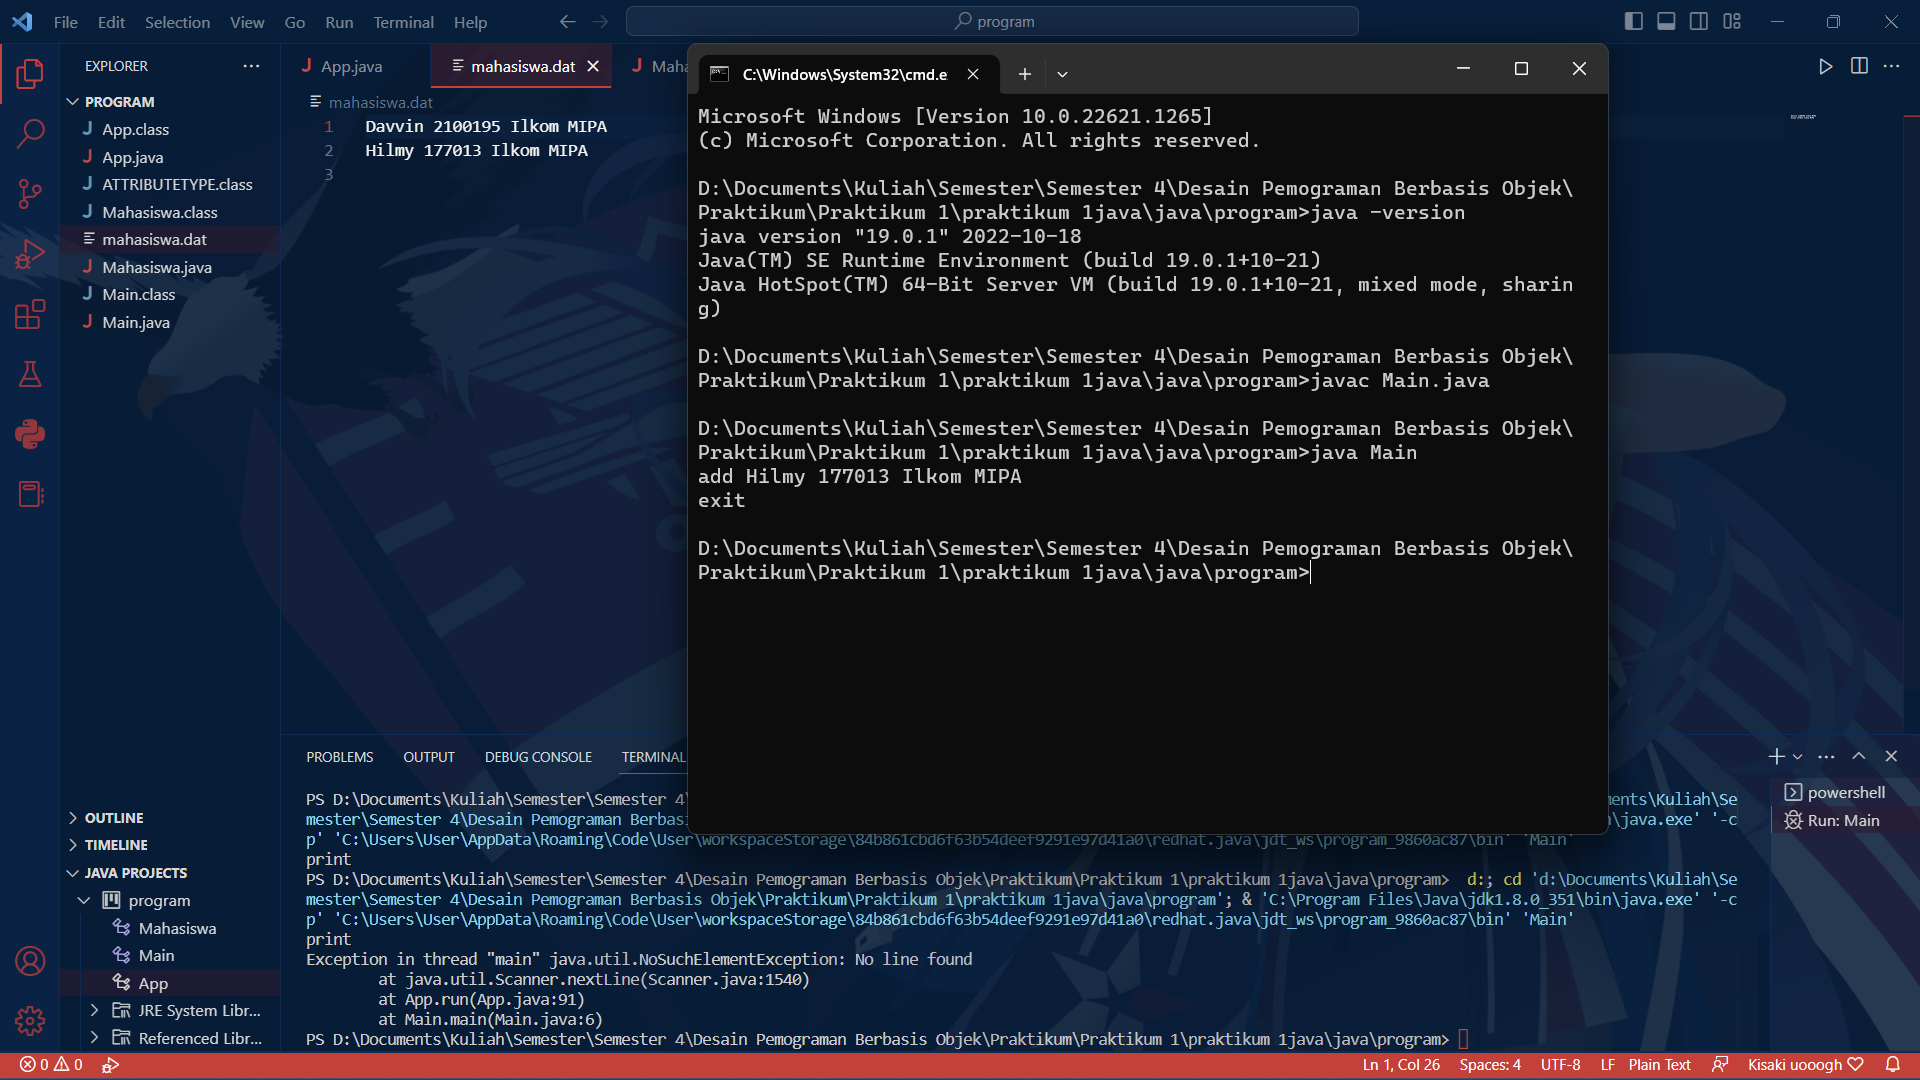 File Edit Selection View Go Run Terminal Help
program
EXPLORER
PROGRAM
App.class
App.java
ATTRIBUTETYPE.class
Mahasiswa.class
mahasiswa.dat
Mahasiswa.java
Main.class
Main.java
OUTLINE
TIMELINE
JAVA PROJECTS
program
Mahasiswa
Main
App
JRE System Libr...
Referenced Libr...
App.java
mahasiswa.dat
Maha
mahasiswa.dat
1 Davvin 2100195 Ilkom MIPA
2 Hilmy 177013 Ilkom MIPA
3
C:\Windows\System32\cmd.e
Microsoft Windows [Version 10.0.22621.1265]
(c) Microsoft Corporation. All rights reserved.
D:\Documents\Kuliah\Semester\Semester 4\Desain Pemograman Berbasis Objek\
Praktikum\Praktikum 1\praktikum 1java\java\program>java -version
java version "19.0.1" 2022-10-18
Java(TM) SE Runtime Environment (build 19.0.1+10-21)
Java HotSpot(TM) 64-Bit Server VM (build 19.0.1+10-21, mixed mode, sharin
g)
D:\Documents\Kuliah\Semester\Semester 4\Desain Pemograman Berbasis Objek\
Praktikum\Praktikum 1\praktikum 1java\java\program>javac Main.java
D:\Documents\Kuliah\Semester\Semester 4\Desain Pemograman Berbasis Objek\
Praktikum\Praktikum 1\praktikum 1java\java\program>java Main
add Hilmy 177013 Ilkom MIPA
exit
D:\Documents\Kuliah\Semester\Semester 4\Desain Pemograman Berbasis Objek\
Praktikum\Praktikum 1\praktikum 1java\java\program>
PROBLEMS OUTPUT DEBUG CONSOLE TERMINAL
powershell
Run: Main
PS D:\Documents\Kuliah\Semester\Semester 4\ ents\Kuliah\Se
mester\Semester 4\Desain Pemograman Berbasi n\java.exe' '-c
p' 'C:\Users\User\AppData\Roaming\Code\User\workspaceStorage\84b861cbd6f63b54deef9291e97d41a0\redhat.java\jdt_ws\program_9860ac87\bin' 'Main'
print
PS D:\Documents\Kuliah\Semester\Semester 4\Desain Pemograman Berbasis Objek\Praktikum\Praktikum 1\praktikum 1java\java\program> d:; cd 'd:\Documents\Kuliah\Se
mester\Semester 4\Desain Pemograman Berbasis Objek\Praktikum\Praktikum 1\praktikum 1java\java\program'; & 'C:\Program Files\Java\jdk1.8.0_351\bin\java.exe' '-c
p' 'C:\Users\User\AppData\Roaming\Code\User\workspaceStorage\84b861cbd6f63b54deef9291e97d41a0\redhat.java\jdt_ws\program_9860ac87\bin' 'Main'
print
Exception in thread "main" java.util.NoSuchElementException: No line found
at java.util.Scanner.nextLine(Scanner.java:1540)
at App.run(App.java:91)
at Main.main(Main.java:6)
PS D:\Documents\Kuliah\Semester\Semester 4\Desain Pemograman Berbasis Objek\Praktikum\Praktikum 1\praktikum 1java\java\program>
0 0 Ln 1, Col 26 Spaces: 4 UTF-8 LF Plain Text Kisaki uooogh